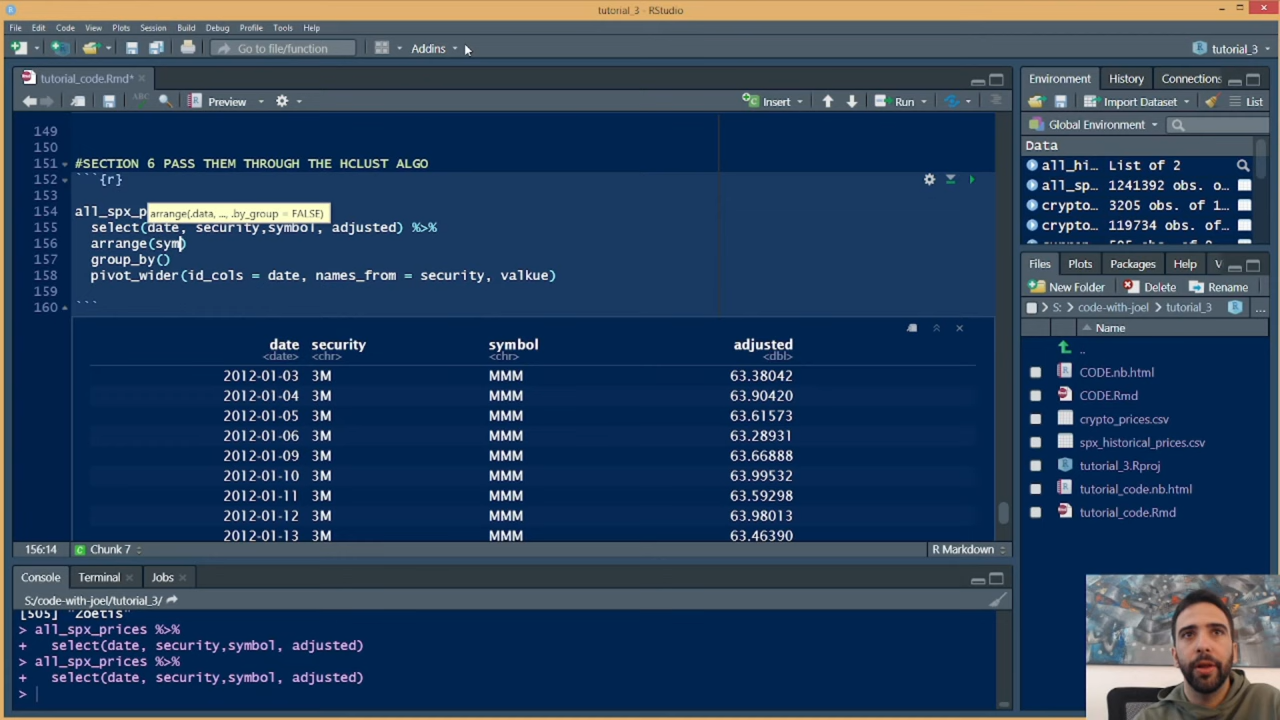 tutorial_3 - RStudio
File Edit Code View Plots Session Build Debug Profile Tools Help
Go to file/function Addins tutorial_3
tutorial_code.Rmd*
ABC Preview Insert Run
149
150
151 #SECTION 6 PASS THEM THROUGH THE HCLUST ALGO
152 ```{r}
153
154 all_spx_p arrange(.data, ..., .by_group = FALSE)
155 select(date, security,symbol, adjusted) %>%
156 arrange(sym)
157 group_by()
158 pivot_wider(id_cols = date, names_from = security, valkue)
159
160 ```
date security symbol adjusted
<date> <chr> <chr> <dbl>
2012-01-03 3M MMM 63.38042
2012-01-04 3M MMM 63.90420
2012-01-05 3M MMM 63.61573
2012-01-06 3M MMM 63.28931
2012-01-09 3M MMM 63.66888
2012-01-10 3M MMM 63.99532
2012-01-11 3M MMM 63.59298
2012-01-12 3M MMM 63.98013
2012-01-13 3M MMM 63.46390
156:14 Chunk 7 R Markdown
Console Terminal Jobs
S:/code-with-joel/tutorial_3/
[505] "Zoetis"
> all_spx_prices %>%
+ select(date, security,symbol, adjusted)
> all_spx_prices %>%
+ select(date, security,symbol, adjusted)
>
Environment History Connections
Import Dataset List
Global Environment
Data
all_hi... List of 2
all_sp... 1241392 obs. o...
crypto... 3205 obs. of 1...
crypto... 119734 obs. of...
Files Plots Packages Help V
New Folder Delete Rename
S: code-with-joel tutorial_3 ...
Name
..
CODE.nb.html
CODE.Rmd
crypto_prices.csv
spx_historical_prices.csv
tutorial_3.Rproj
tutorial_code.nb.html
tutorial_code.Rmd